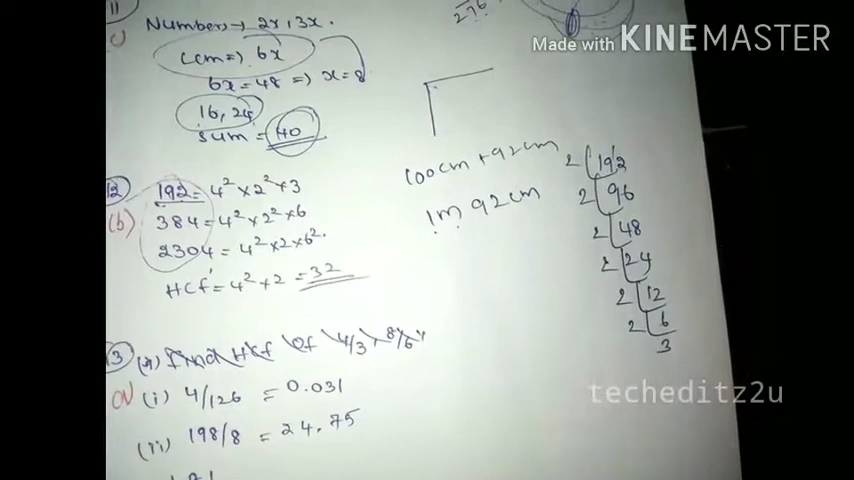 11
Numbers → 2x, 3x.
c) LCM ⇒ 6x
6x = 48 ⇒ x = 8
16, 24
sum = 40
12 192 = 4² × 2² × 3
(b) 384 = 4² × 2² × 6
2304 = 4² × 2 × 6².
HCf = 4² × 2 = 32
3 Find HCf Of 4/3, 8/6
(i) 4/126 = 0.031
(ii) 198/8 = 24.75
276
Made with KINEMASTER
100cm + 92cm
1m 92cm
2 192
2 96
2 48
2 24
2 12
2 6
3
techeditz2u